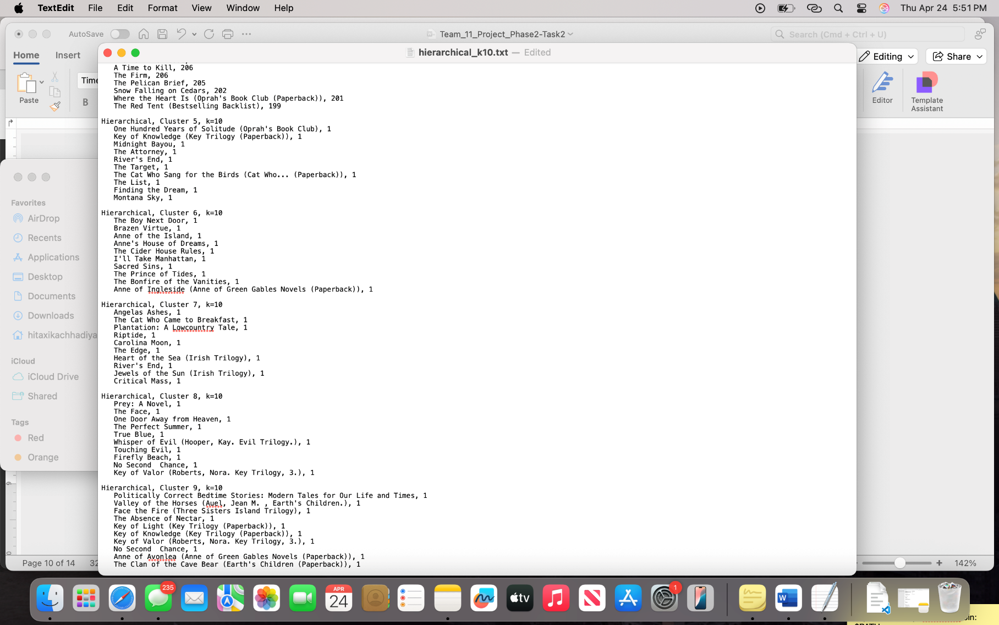 TextEdit File Edit Format View Window Help Thu Apr 24 5:51 PM
AutoSave Team_11_Project_Phase2-Task2 Search (Cmd + Ctrl + U)
Home Insert Editing Share
Paste Time B Editor Template Assistant
hierarchical_k10.txt — Edited
A Time to Kill, 206
The Firm, 206
The Pelican Brief, 205
Snow Falling on Cedars, 202
Where the Heart Is (Oprah's Book Club (Paperback)), 201
The Red Tent (Bestselling Backlist), 199
Hierarchical, Cluster 5, k=10
One Hundred Years of Solitude (Oprah's Book Club), 1
Key of Knowledge (Key Trilogy (Paperback)), 1
Midnight Bayou, 1
The Attorney, 1
River's End, 1
The Target, 1
The Cat Who Sang for the Birds (Cat Who... (Paperback)), 1
The List, 1
Finding the Dream, 1
Montana Sky, 1
Hierarchical, Cluster 6, k=10
The Boy Next Door, 1
Brazen Virtue, 1
Anne of the Island, 1
Anne's House of Dreams, 1
The Cider House Rules, 1
I'll Take Manhattan, 1
Sacred Sins, 1
The Prince of Tides, 1
The Bonfire of the Vanities, 1
Anne of Ingleside (Anne of Green Gables Novels (Paperback)), 1
Hierarchical, Cluster 7, k=10
Angelas Ashes, 1
The Cat Who Came to Breakfast, 1
Plantation: A Lowcountry Tale, 1
Riptide, 1
Carolina Moon, 1
The Edge, 1
Heart of the Sea (Irish Trilogy), 1
River's End, 1
Jewels of the Sun (Irish Trilogy), 1
Critical Mass, 1
Hierarchical, Cluster 8, k=10
Prey: A Novel, 1
The Face, 1
One Door Away from Heaven, 1
The Perfect Summer, 1
True Blue, 1
Whisper of Evil (Hooper, Kay. Evil Trilogy.), 1
Touching Evil, 1
Firefly Beach, 1
No Second  Chance, 1
Key of Valor (Roberts, Nora. Key Trilogy, 3.), 1
Hierarchical, Cluster 9, k=10
Politically Correct Bedtime Stories: Modern Tales for Our Life and Times, 1
Valley of the Horses (Auel, Jean M. , Earth's Children.), 1
Face the Fire (Three Sisters Island Trilogy), 1
The Absence of Nectar, 1
Key of Light (Key Trilogy (Paperback)), 1
Key of Knowledge (Key Trilogy (Paperback)), 1
Key of Valor (Roberts, Nora. Key Trilogy, 3.), 1
No Second  Chance, 1
Anne of Avonlea (Anne of Green Gables Novels (Paperback)), 1
The Clan of the Cave Bear (Earth's Children (Paperback)), 1
Favorites
AirDrop
Recents
Applications
Desktop
Documents
Downloads
hitaxikachhadiya
iCloud
iCloud Drive
Shared
Tags
Red
Orange
Page 10 of 14 32 142%
235 APR 24 tv 1 W
in:
$PATH